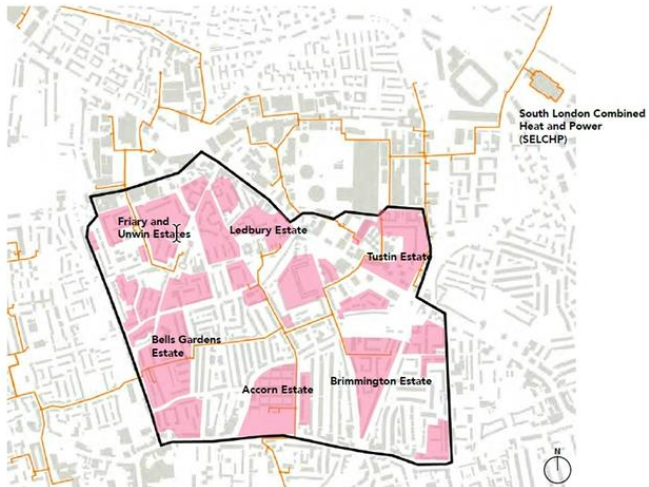 South London Combined
Heat and Power
(SELCHP)
Friary and
Unwin Estates
Ledbury Estate
Tustin Estate
Bells Gardens
Estate
Accorn Estate
Brimmington Estate
N